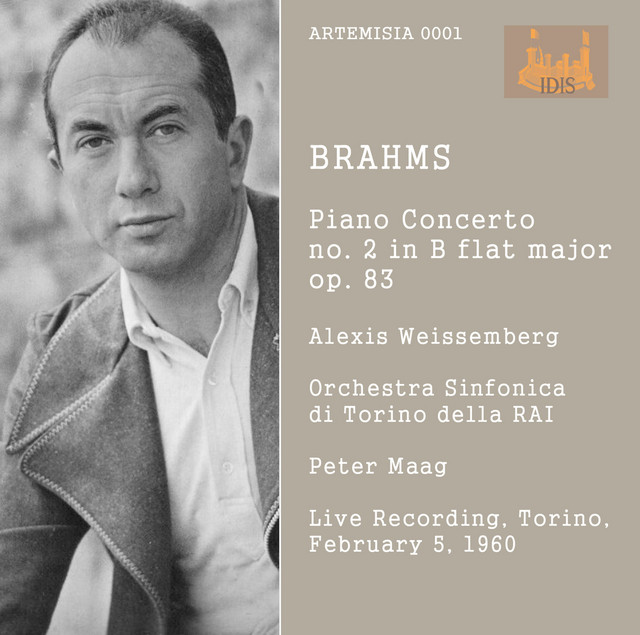 ARTEMISIA 0001
IDIS
BRAHMS
Piano Concerto
no. 2 in B flat major
op. 83
Alexis Weissemberg
Orchestra Sinfonica
di Torino della RAI
Peter Maag
Live Recording, Torino,
February 5, 1960